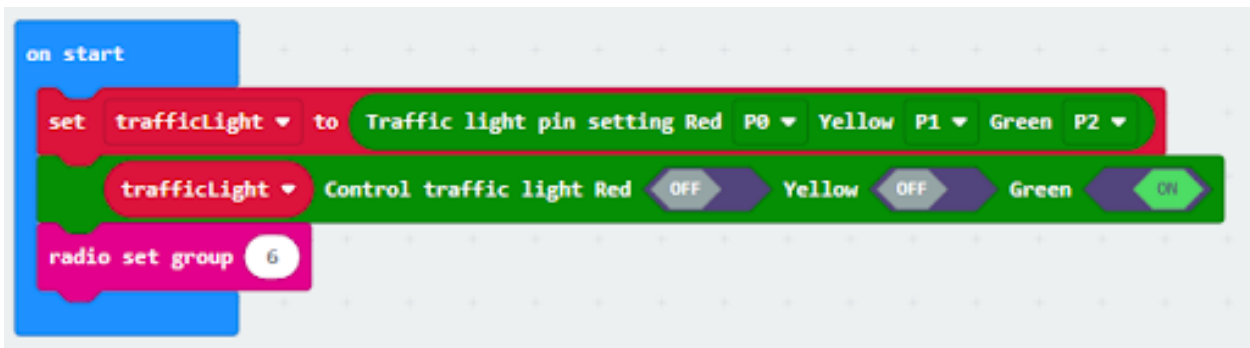 on start
set trafficLight to Traffic light pin setting Red P0 Yellow P1 Green P2
trafficLight Control traffic light Red OFF Yellow OFF Green ON
radio set group 6